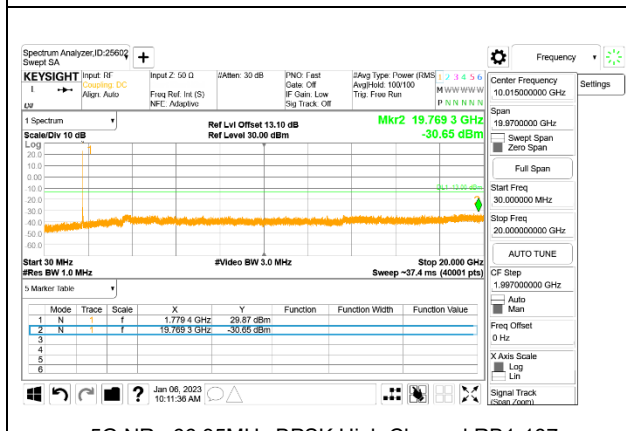 Spectrum Analyzer,ID:25602
Swept SA
Frequency
KEYSIGHT
Input: RF
Coupling: DC
Align: Auto
Input Z: 50 Ω
Freq Ref: Int (S)
NFE: Adaptive
#Atten: 30 dB
PNO: Fast
Gate: Off
IF Gain: Low
Sig Track: Off
#Avg Type: Power (RMS
Avg|Hold: 100/100
Trig: Free Run
1 2 3 4 5 6
M W W W W W
P N N N N N
1 Spectrum
Scale/Div 10 dB
Ref Lvl Offset 13.10 dB
Ref Level 30.00 dBm
Mkr2 19.769 3 GHz
-30.65 dBm
Log
20.0
10.0
0.00
-10.0
-20.0
-30.0
-40.0
-50.0
-60.0
1
Start 30 MHz
#Res BW 1.0 MHz
#Video BW 3.0 MHz
Stop 20.000 GHz
Sweep ~37.4 ms (40001 pts)
5 Marker Table
Mode Trace Scale X Y Function Function Width Function Value
1 N 1 f 1.779 4 GHz 29.87 dBm
2 N 1 f 19.769 3 GHz -30.65 dBm
3
4
5
6
Jan 06, 2023
10:11:36 AM
Center Frequency
10.015000000 GHz
Settings
Span
19.9700000 GHz
Swept Span
Zero Span
Full Span
Start Freq
30.000000 MHz
Stop Freq
20.000000000 GHz
AUTO TUNE
CF Step
1.997000000 GHz
Auto
Man
Freq Offset
0 Hz
X Axis Scale
Log
Lin
Signal Track
(Span Zoom)